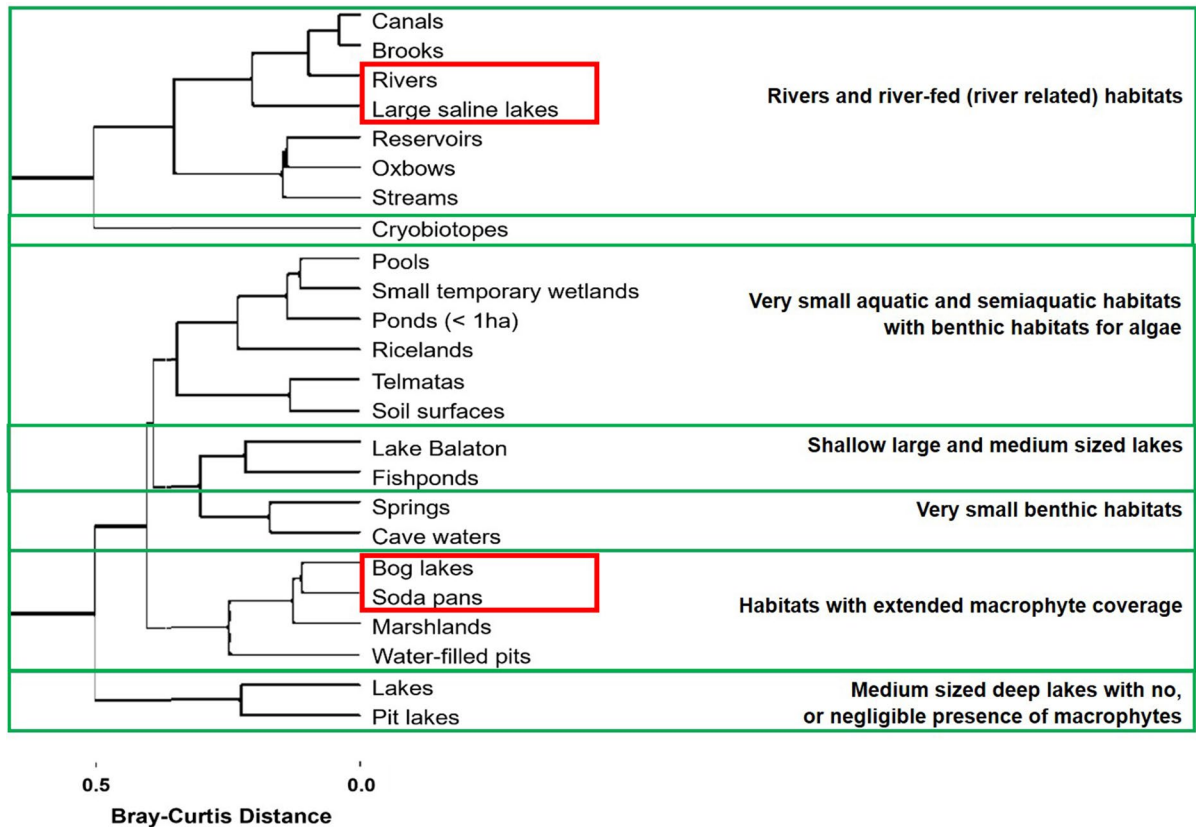 Canals
Brooks
Rivers
Large saline lakes
Rivers and river-fed (river related) habitats
Reservoirs
Oxbows
Streams
Cryobiotopes
Pools
Small temporary wetlands
Ponds (< 1ha)
Ricelands
Very small aquatic and semiaquatic habitats
with benthic habitats for algae
Telmatas
Soil surfaces
Lake Balaton
Fishponds
Shallow large and medium sized lakes
Springs
Cave waters
Very small benthic habitats
Bog lakes
Soda pans
Marshlands
Water-filled pits
Habitats with extended macrophyte coverage
Lakes
Pit lakes
Medium sized deep lakes with no,
or negligible presence of macrophytes
0.5 0.0
Bray-Curtis Distance